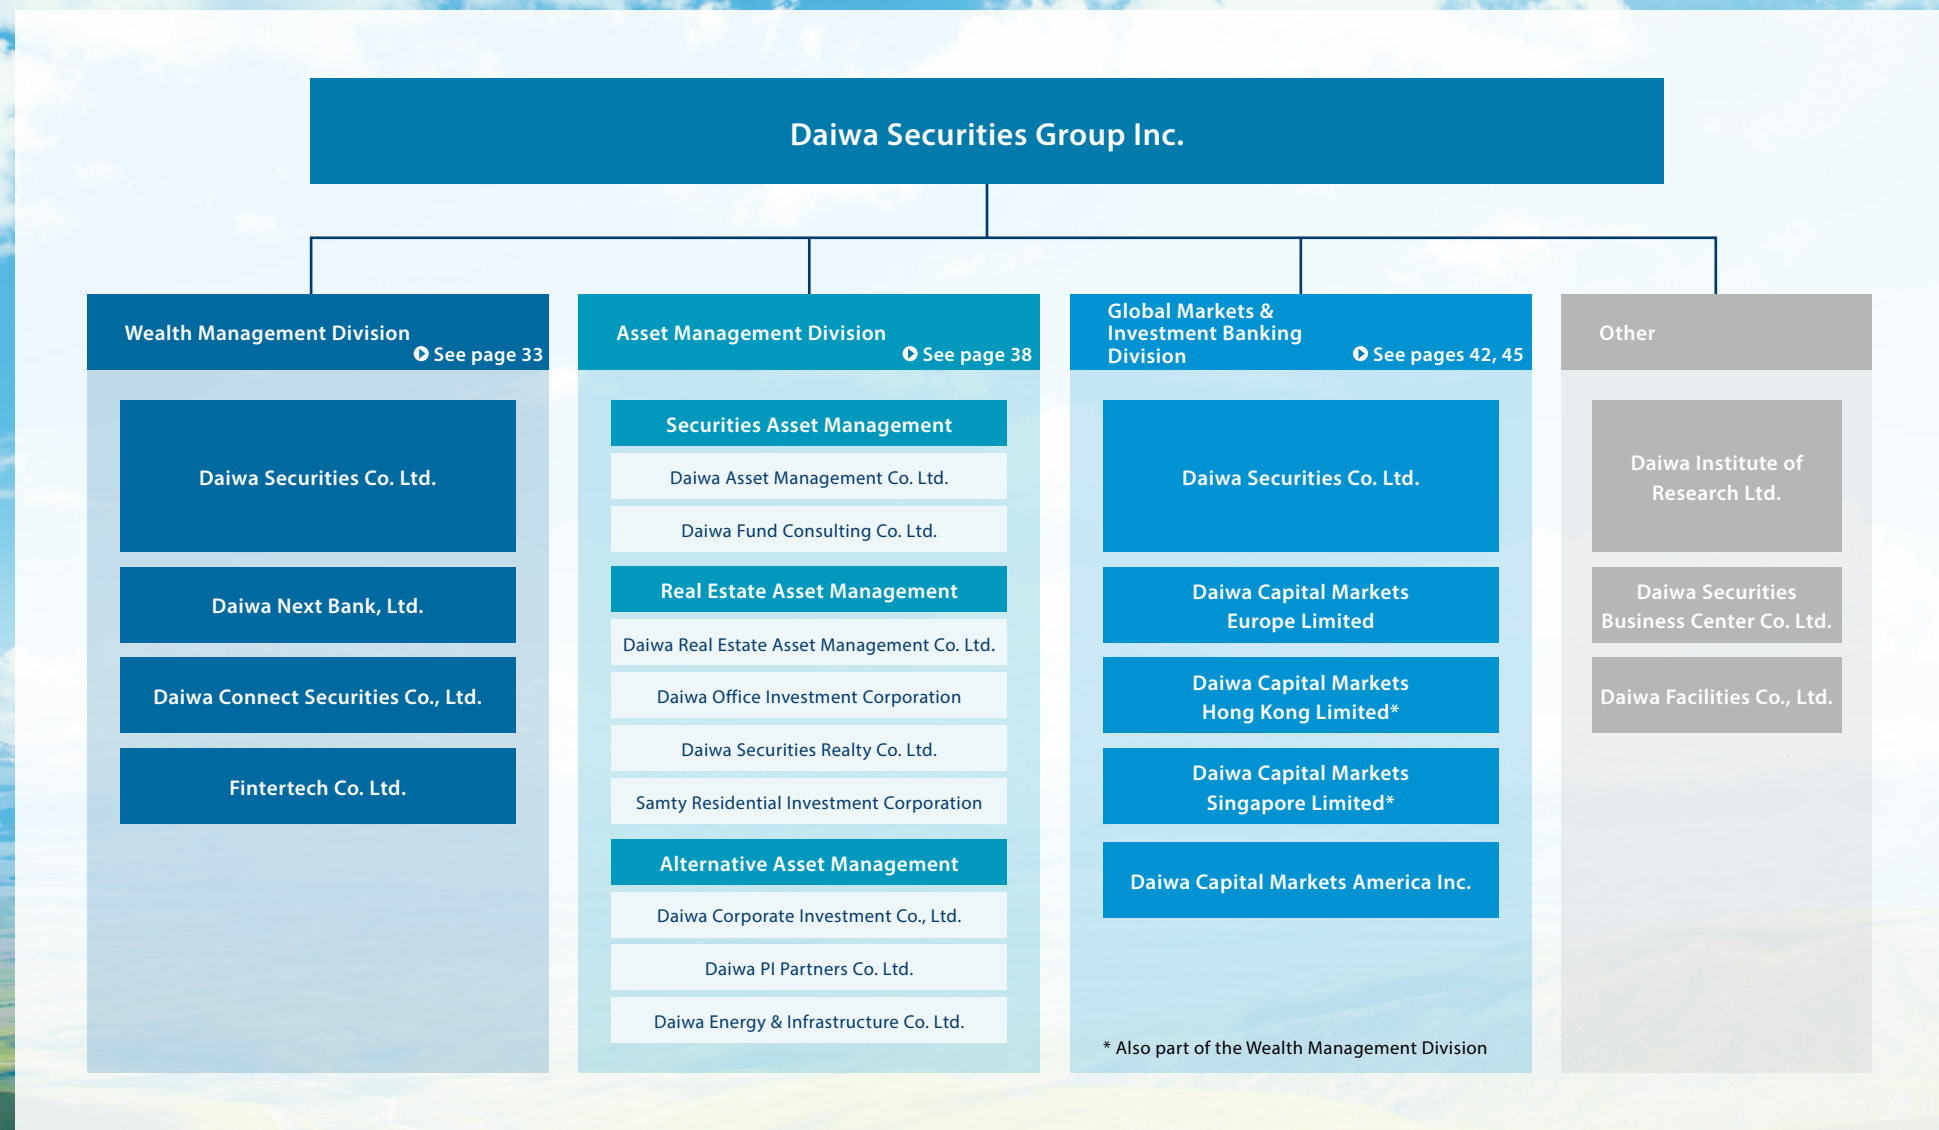 Daiwa Securities Group Inc.
Wealth Management Division
See page 33
Daiwa Securities Co. Ltd.
Daiwa Next Bank, Ltd.
Daiwa Connect Securities Co., Ltd.
Fintertech Co. Ltd.
Asset Management Division
See page 38
Securities Asset Management
Daiwa Asset Management Co. Ltd.
Daiwa Fund Consulting Co. Ltd.
Real Estate Asset Management
Daiwa Real Estate Asset Management Co. Ltd.
Daiwa Office Investment Corporation
Daiwa Securities Realty Co. Ltd.
Samty Residential Investment Corporation
Alternative Asset Management
Daiwa Corporate Investment Co., Ltd.
Daiwa PI Partners Co. Ltd.
Daiwa Energy & Infrastructure Co. Ltd.
Global Markets &
Investment Banking
Division
See pages 42, 45
Daiwa Securities Co. Ltd.
Daiwa Capital Markets
Europe Limited
Daiwa Capital Markets
Hong Kong Limited*
Daiwa Capital Markets
Singapore Limited*
Daiwa Capital Markets America Inc.
* Also part of the Wealth Management Division
Other
Daiwa Institute of
Research Ltd.
Daiwa Securities
Business Center Co. Ltd.
Daiwa Facilities Co., Ltd.